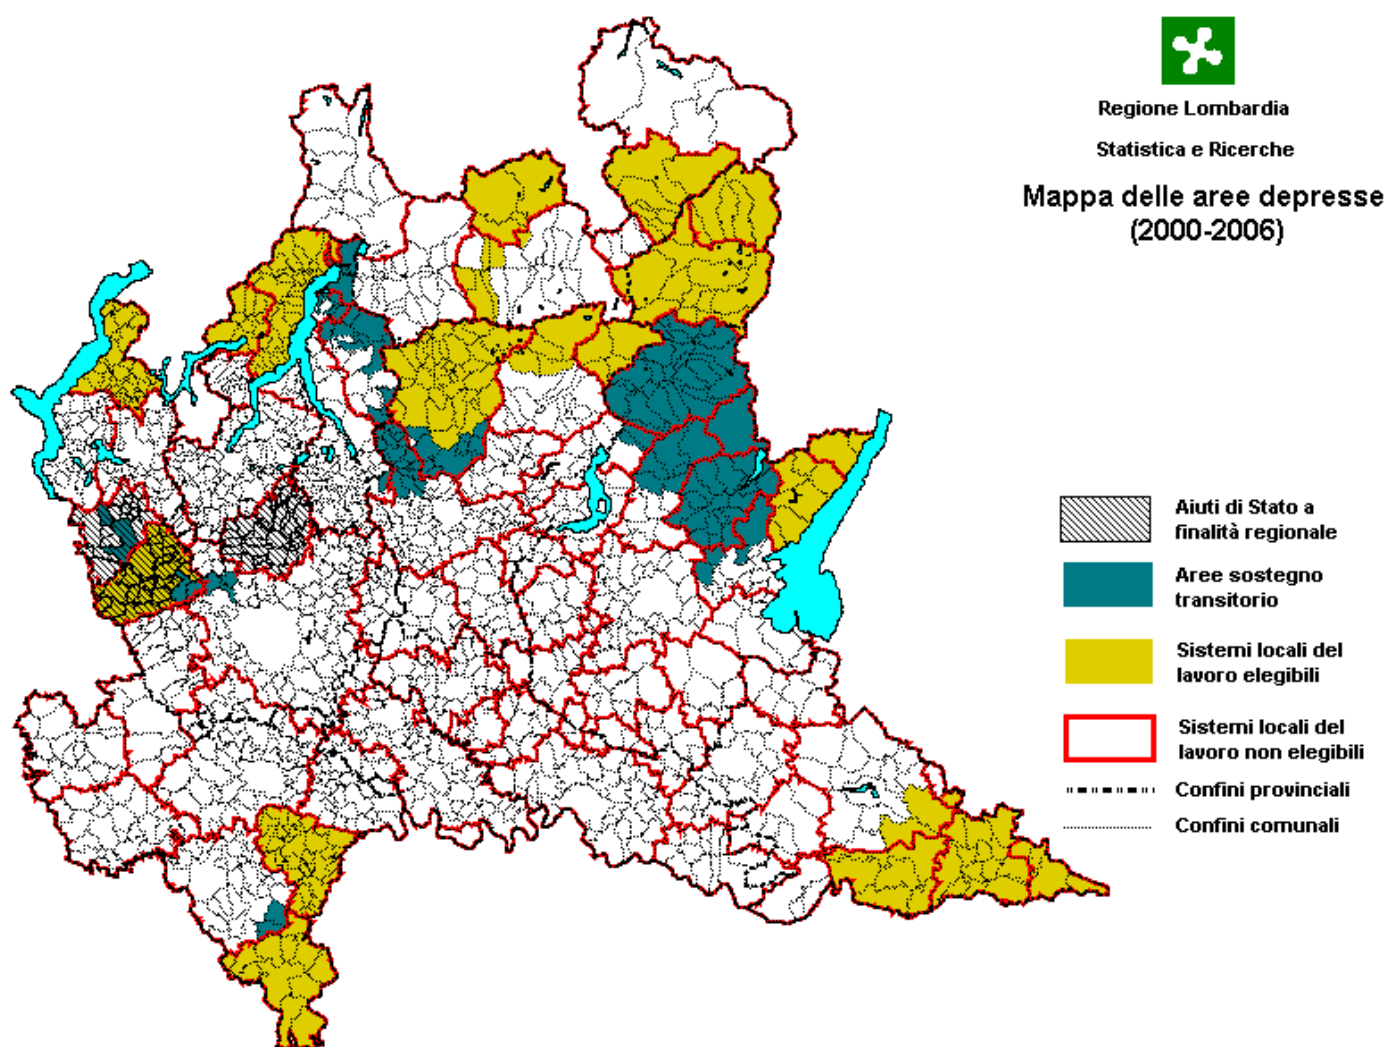 Regione Lombardia
Statistica e Ricerche
Mappa delle aree depresse
(2000-2006)
Aiuti di Stato a
finalità regionale
Aree sostegno
transitorio
Sistemi locali del
lavoro elegibili
Sistemi locali del
lavoro non elegibili
Confini provinciali
Confini comunali